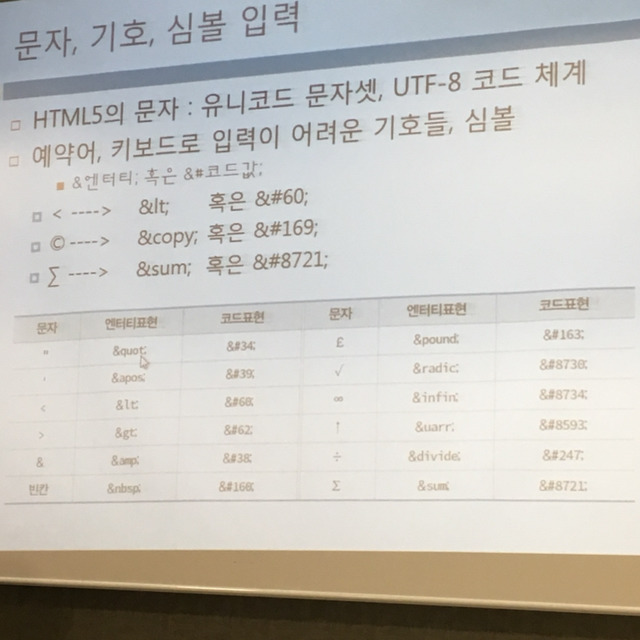 문자, 기호, 심볼 입력
□ HTML5의 문자 : 유니코드 문자셋, UTF-8 코드 체계
□ 예약어, 키보드로 입력이 어려운 기호들, 심볼
■ &엔터티; 혹은 &#코드값;
□ < ----> &lt; 혹은 &#60;
□ © ----> &copy; 혹은 &#169;
□ ∑ ----> &sum; 혹은 &#8721;
문자 엔터티표현 코드표현 문자 엔터티표현 코드표현
" &quot; &#34; £ &pound; &#163;
' &apos; &#39; √ &radic; &#8730;
< &lt; &#60; ∞ &infin; &#8734;
> &gt; &#62; ↑ &uarr; &#8593;
& &amp; &#38; ÷ &divide; &#247;
빈칸 &nbsp; &#160; Σ &sum; &#8721;